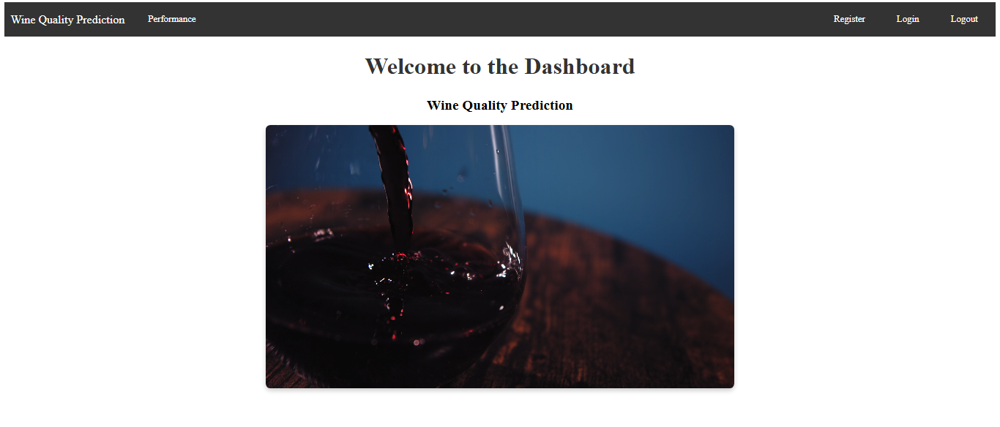 Wine Quality Prediction Performance Register Login Logout
Welcome to the Dashboard
Wine Quality Prediction